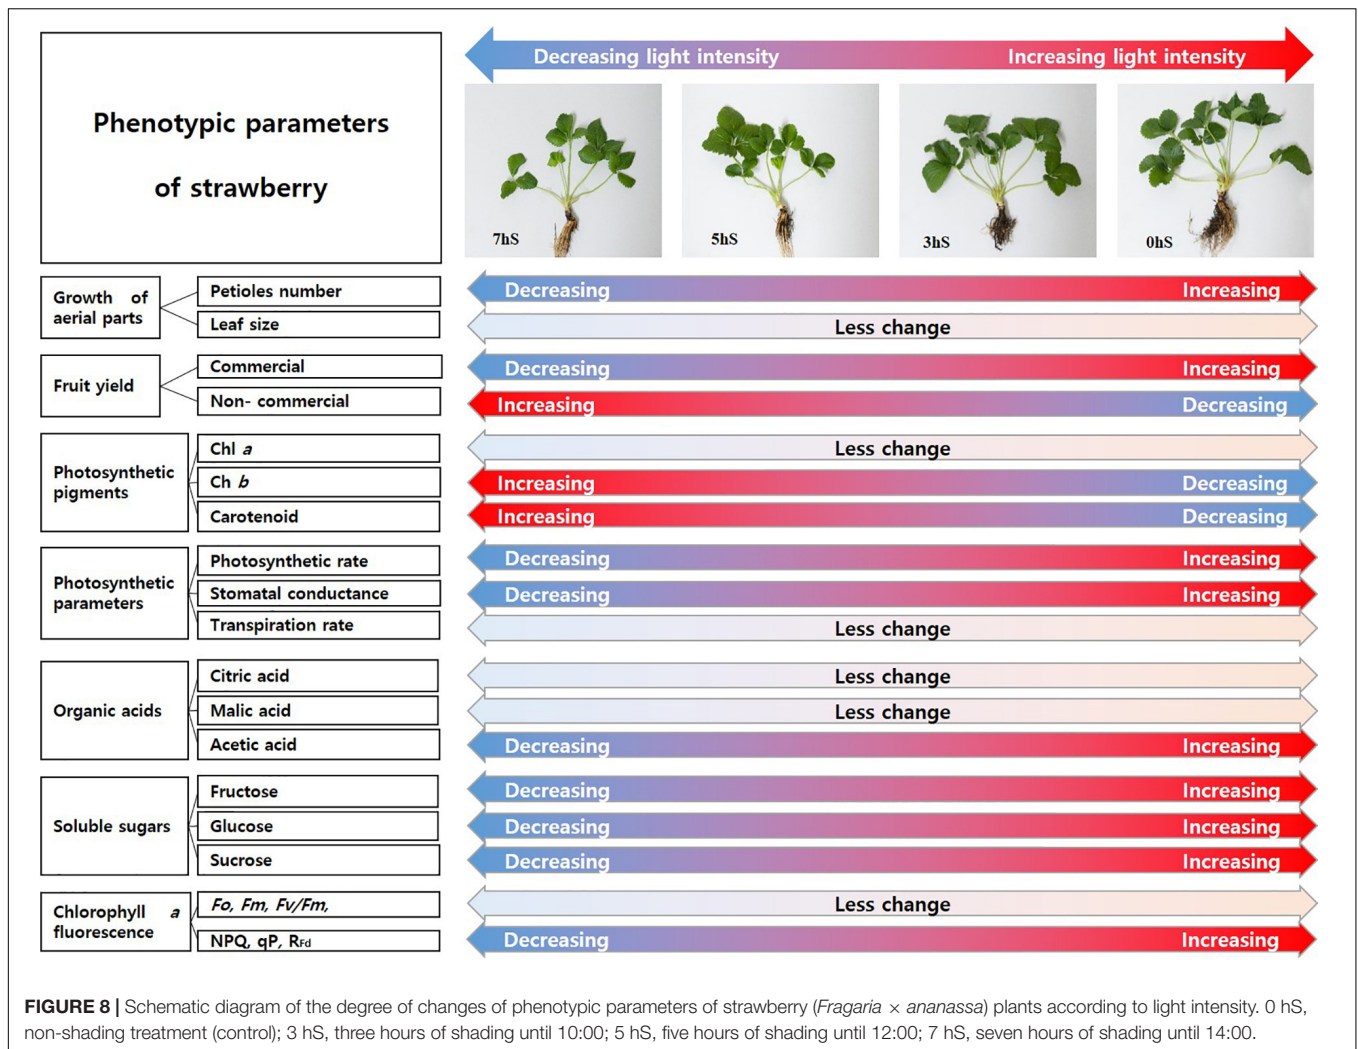 Phenotypic parameters
of strawberry
Decreasing light intensity
Increasing light intensity
7hS
5hS
3hS
0hS
Growth of
aerial parts
Petioles number
Decreasing
Increasing
Leaf size
Less change
Fruit yield
Commercial
Decreasing
Increasing
Non- commercial
Increasing
Decreasing
Photosynthetic
pigments
Chl a
Less change
Ch b
Increasing
Decreasing
Carotenoid
Increasing
Decreasing
Photosynthetic
parameters
Photosynthetic rate
Decreasing
Increasing
Stomatal conductance
Decreasing
Increasing
Transpiration rate
Less change
Organic acids
Citric acid
Less change
Malic acid
Less change
Acetic acid
Decreasing
Increasing
Soluble sugars
Fructose
Decreasing
Increasing
Glucose
Decreasing
Increasing
Sucrose
Decreasing
Increasing
Chlorophyll a
fluorescence
Fo, Fm, Fv/Fm,
Less change
NPQ, qP, RFd
Decreasing
Increasing
FIGURE 8 | Schematic diagram of the degree of changes of phenotypic parameters of strawberry (Fragaria × ananassa) plants according to light intensity. 0 hS,
non-shading treatment (control); 3 hS, three hours of shading until 10:00; 5 hS, five hours of shading until 12:00; 7 hS, seven hours of shading until 14:00.